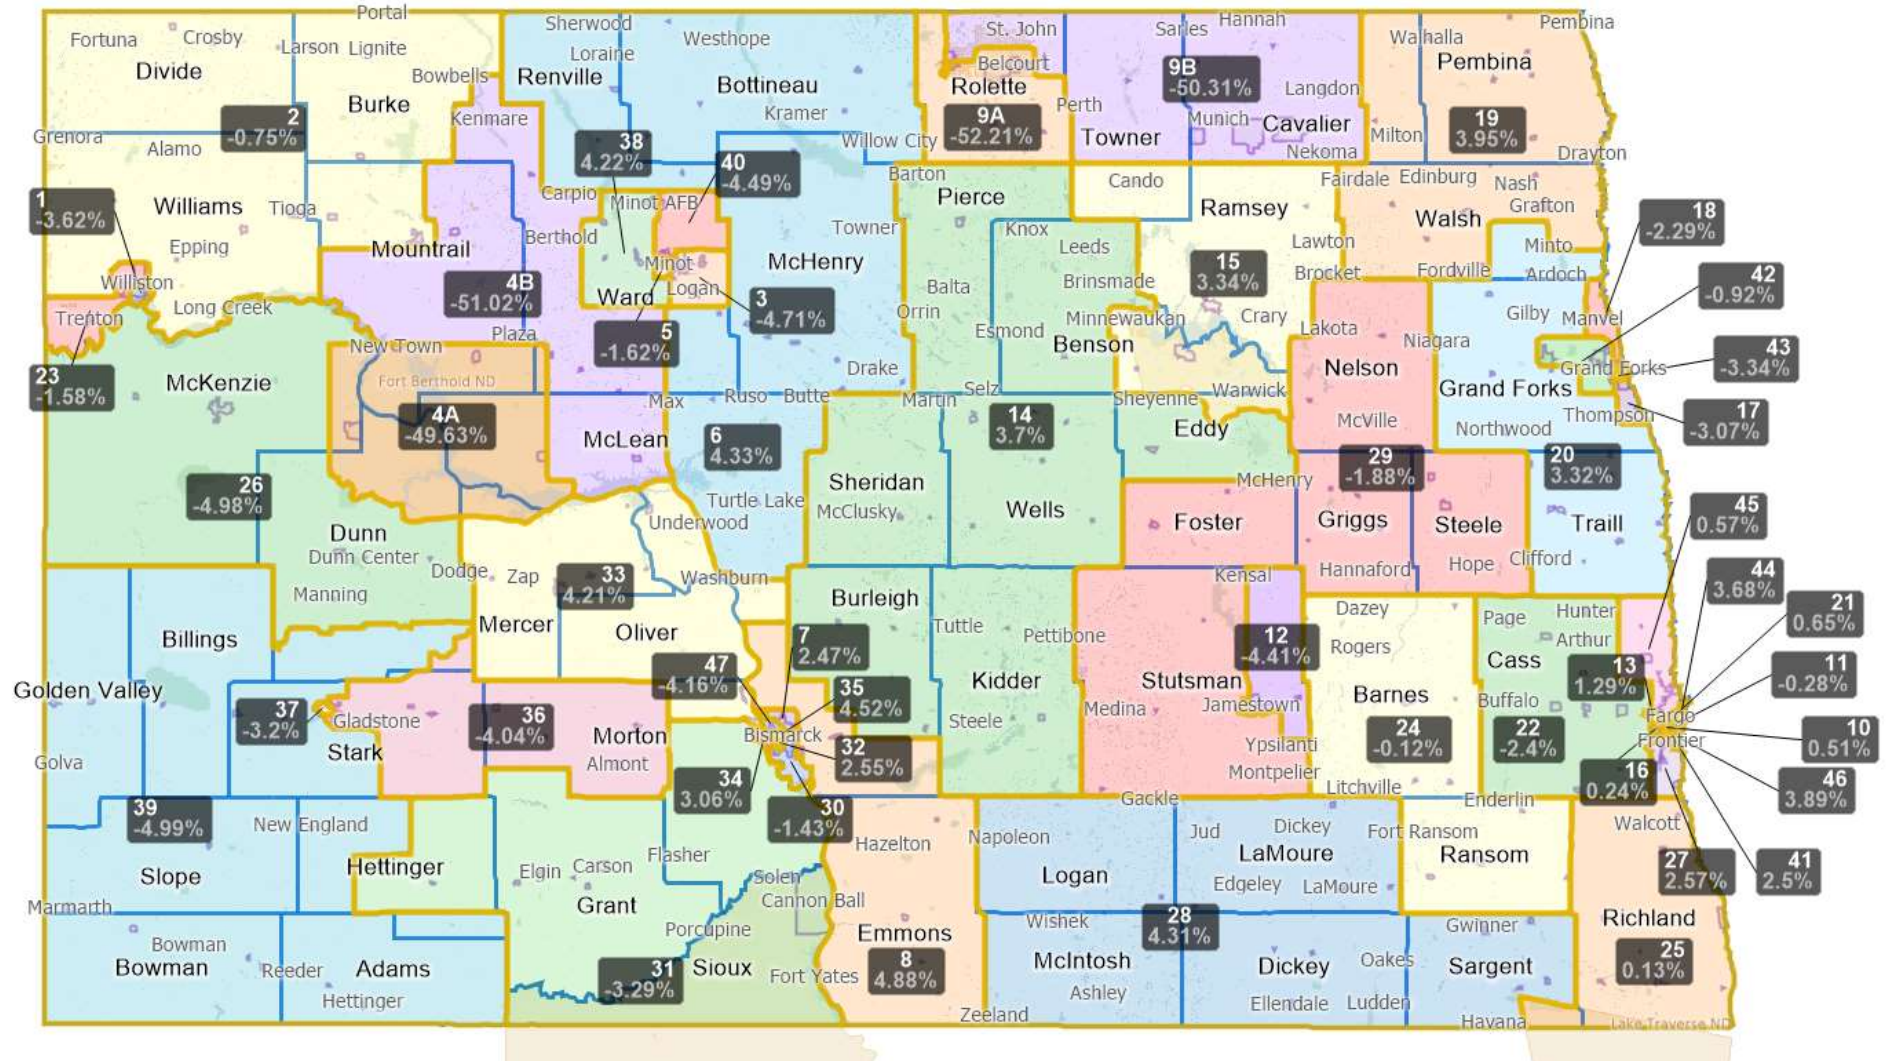 Portal
Sherwood
Hannah
Fortuna
Crosby
Larson
Lignite
Loraine
Westhope
St. John
Sarles
Walhalla
Pembina
Divide
Bowbells
Renville
Bottineau
Belcourt
9B
-50.31%
Pembina
Burke
Kenmare
Kramer
Rolette
Langdon
2
-0.75%
9A
-52.21%
Perth
Munich
19
3.95%
Grenora
Alamo
38
4.22%
Willow City
Towner
Cavalier
Milton
Nekoma
Drayton
40
-4.49%
Barton
Cando
Fairdale
Edinburg
Nash
Grafton
1
-3.62%
Williams
Tioga
Carpio
Minot AFB
Pierce
Ramsey
Walsh
18
-2.29%
Epping
Mountrail
Berthold
Towner
Knox
Leeds
Lawton
Minto
Williston
Minot
McHenry
Brinsmade
15
3.34%
Brocket
Fordville
Ardoch
42
-0.92%
Long Creek
4B
-51.02%
Ward
Logan
3
-4.71%
Balta
Orrin
Minnewaukan
Crary
Gilby
Manvel
Trenton
Plaza
5
-1.62%
Esmond
Benson
Lakota
Niagara
43
-3.34%
New Town
23
-1.58%
McKenzie
Fort Berthold ND
Drake
Nelson
Grand Forks
Grand Forks
4A
-49.63%
Max
Ruso
Butte
Martin
Selz
Sheyenne
Warwick
Thompson
17
-3.07%
McLean
6
4.33%
14
3.7%
Eddy
McVille
Northwood
26
-4.98%
Sheridan
McHenry
29
-1.88%
20
3.32%
Turtle Lake
McClusky
Wells
Foster
Griggs
Steele
Traill
45
0.57%
Dunn
Underwood
Dunn Center
Dodge
Zap
33
4.21%
Washburn
Kensal
Hannaford
Hope
Clifford
44
3.68%
Manning
Burleigh
Dazey
Page
Hunter
21
0.65%
Billings
Mercer
Oliver
7
2.47%
Tuttle
Pettibone
12
-4.41%
Rogers
Arthur
Cass
Golden Valley
47
-4.16%
35
4.52%
Kidder
Stutsman
Barnes
13
1.29%
11
-0.28%
37
-3.2%
Gladstone
36
-4.04%
Morton
Bismarck
Steele
Medina
Jamestown
Buffalo
Fargo
Stark
Almont
32
2.55%
Ypsilanti
24
-0.12%
22
-2.4%
Frontier
10
0.51%
Golva
34
3.06%
Montpelier
Litchville
16
0.24%
46
3.89%
39
-4.99%
30
-1.43%
Gackle
Enderlin
New England
Hazelton
Napoleon
Jud
Dickey
Fort Ransom
Walcott
Slope
Hettinger
Elgin
Carson
Flasher
Logan
LaMoure
Ransom
27
2.57%
41
2.5%
Solen
Edgeley
LaMoure
Marmarth
Grant
Cannon Ball
Wishek
28
4.31%
Gwinner
Richland
Bowman
Porcupine
Emmons
Bowman
Reeder
Adams
31
-3.29%
Sioux
Fort Yates
8
4.88%
McIntosh
Dickey
Oakes
Sargent
25
0.13%
Hettinger
Ashley
Ellendale
Ludden
Zeeland
Havana
Lake Traverse ND